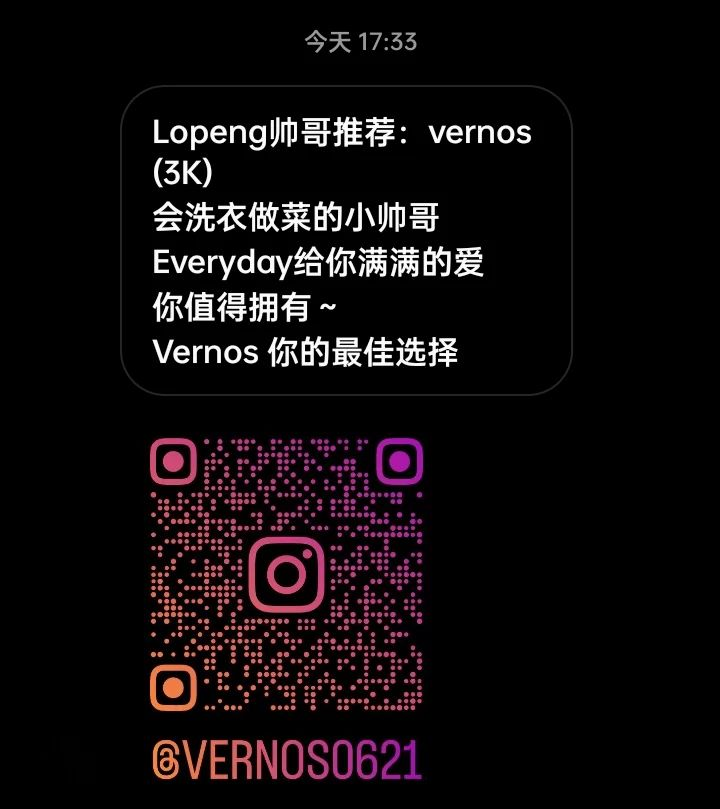 今天 17:33
Lopeng帅哥推荐：vernos
(3K)
会洗衣做菜的小帅哥
Everyday给你满满的爱
你值得拥有 ~
Vernos 你的最佳选择
@VERNOS0621